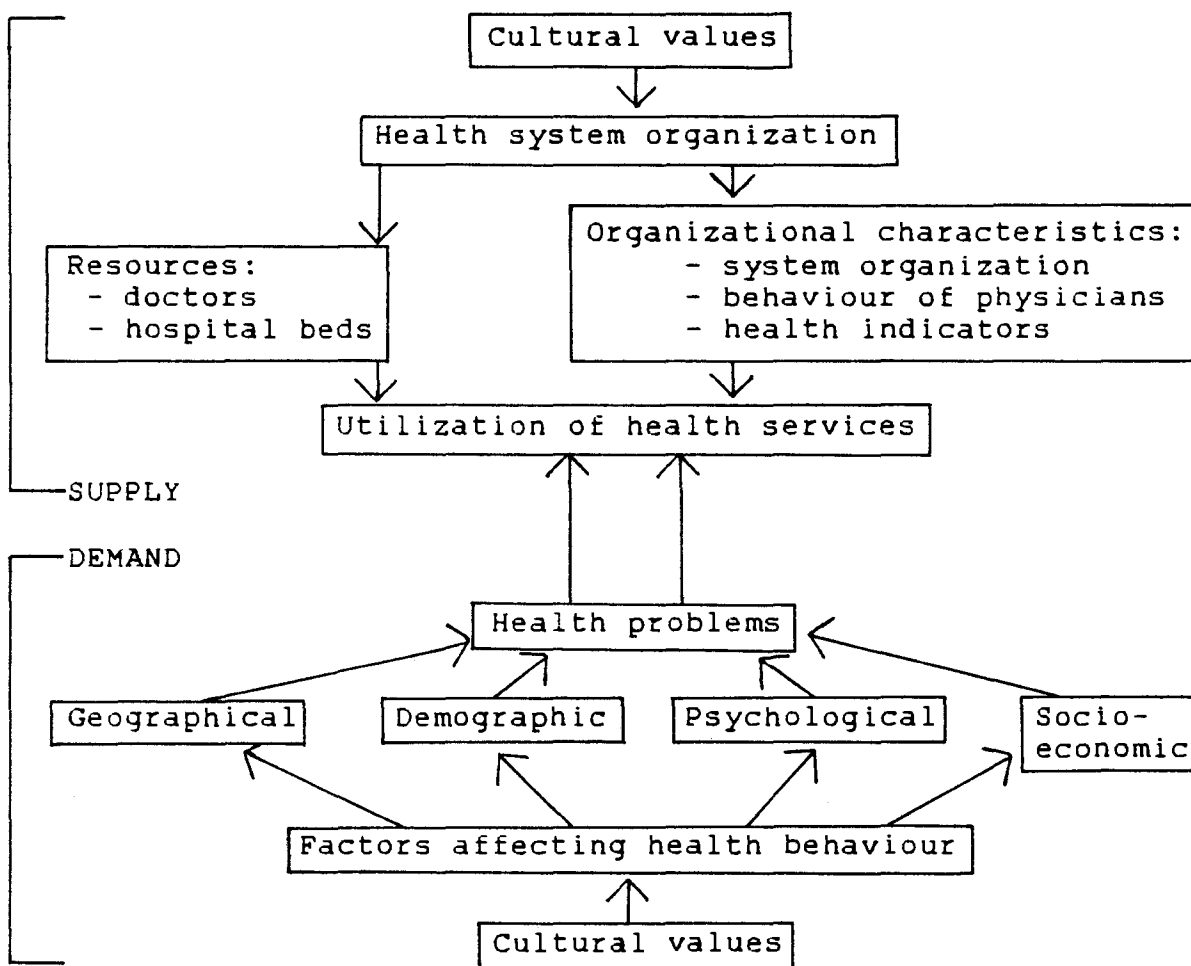 Cultural values
Health system organization
Resources:
- doctors
- hospital beds
Organizational characteristics:
- system organization
- behaviour of physicians
- health indicators
Utilization of health services
SUPPLY
DEMAND
Health problems
Geographical
Demographic
Psychological
Socio-
economic
Factors affecting health behaviour
Cultural values